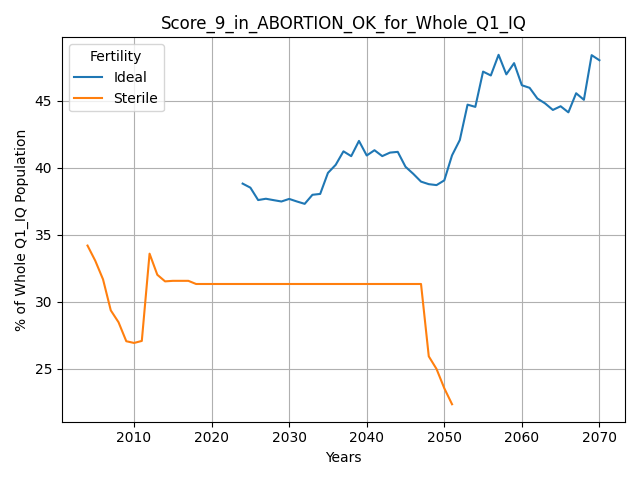 Score_9_in_ABORTION_OK_for_Whole_Q1_IQ
Fertility
Ideal
Sterile
% of Whole Q1_IQ Population
45
40
35
30
25
2010 2020 2030 2040 2050 2060 2070
Years